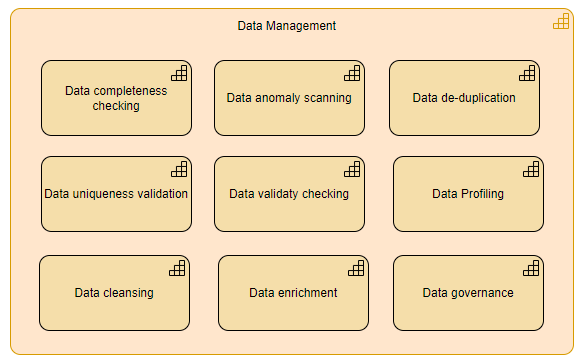 Data Management
Data completeness
checking
Data anomaly scanning
Data de-duplication
Data uniqueness validation
Data validaty checking
Data Profiling
Data cleansing
Data enrichment
Data governance